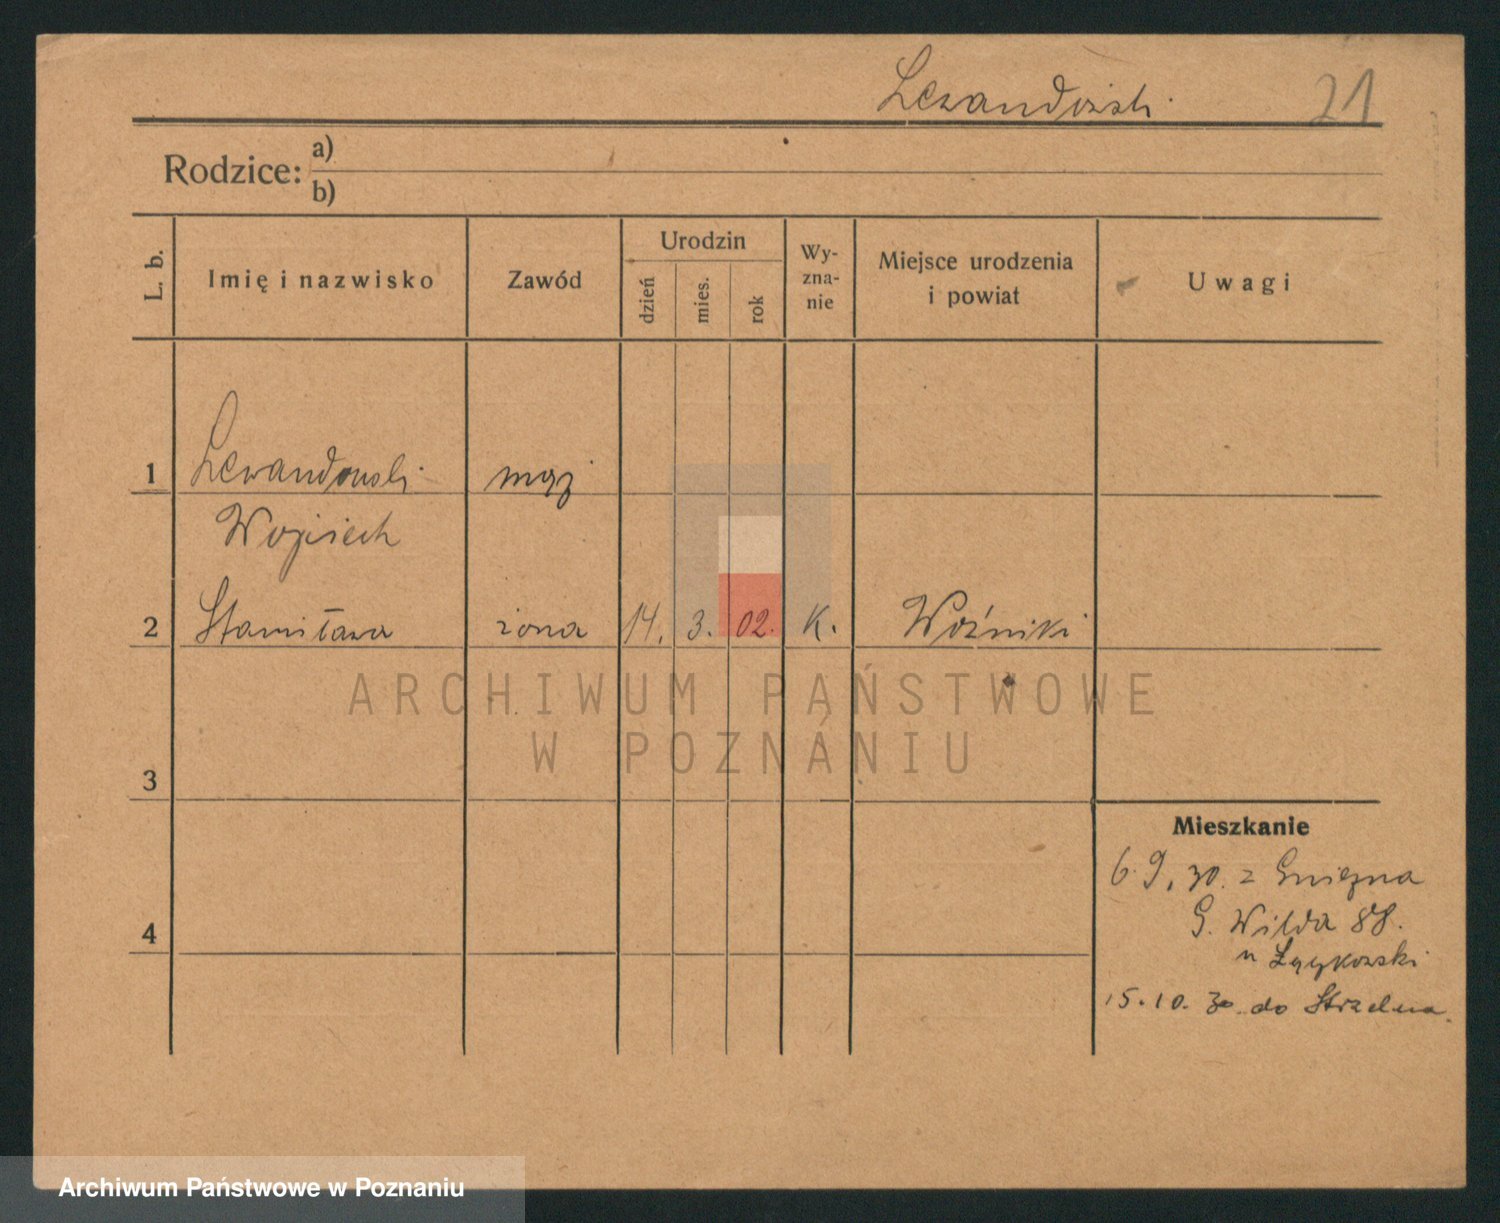 Lewandowski 21
Rodzice: a)
b)
L. b. Imię i nazwisko Zawód Urodzin dzień mies. rok Wy-zna-nie Miejsce urodzenia i powiat Uwagi
1 Lewandowski mąż
Wojciech
2 Stanisława żona 14. 3. 02. K. Woźniki
ARCHIWUM PAŃSTWOWE
W POZNANIU
3
Mieszkanie
6. 9. 30. z Gniezna
G. Wilda 88.
4
u
15. 10. 30. do Strzelna.
Archiwum Państwowe w Poznaniu